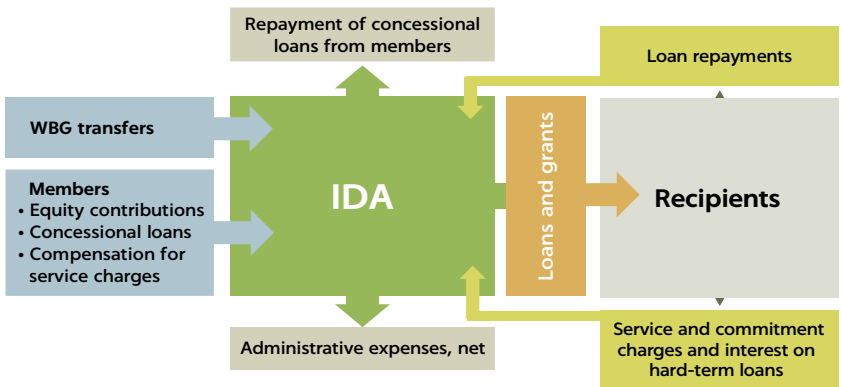 Repayment of concessional
loans from members
Loan repayments
WBG transfers
Members
• Equity contributions
• Concessional loans
• Compensation for
service charges
IDA
Loans and grants
Recipients
Administrative expenses, net
Service and commitment
charges and interest on
hard-term loans